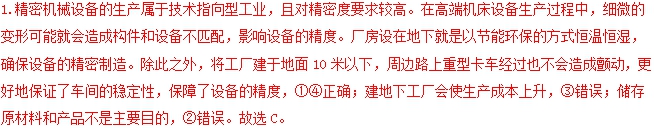 1.精密机械设备的生产属于技术指向型工业，且对精密度要求较高。在高端机床设备生产过程中，细微的
变形可能就会造成构件和设备不匹配，影响设备的精度。厂房设在地下就是以节能环保的方式恒温恒湿，
确保设备的精密制造。除此之外，将工厂建于地面 10 米以下，周边路上重型卡车经过也不会造成颤动，更
好地保证了车间的稳定性，保障了设备的精度，①④正确；建地下工厂会使生产成本上升，③错误；储存
原材料和产品不是主要目的，②错误。故选 C。